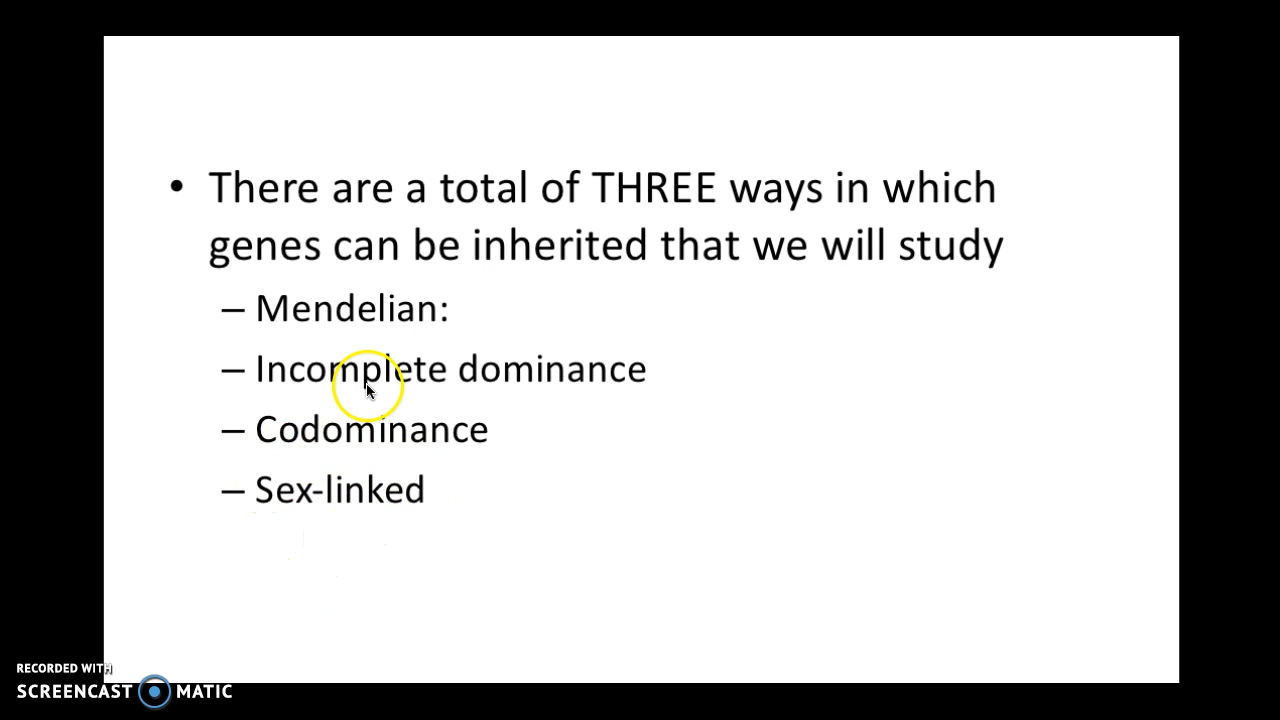 • There are a total of THREE ways in which
genes can be inherited that we will study
– Mendelian:
– Incomplete dominance
– Codominance
– Sex-linked
RECORDED WITH
SCREENCAST MATIC